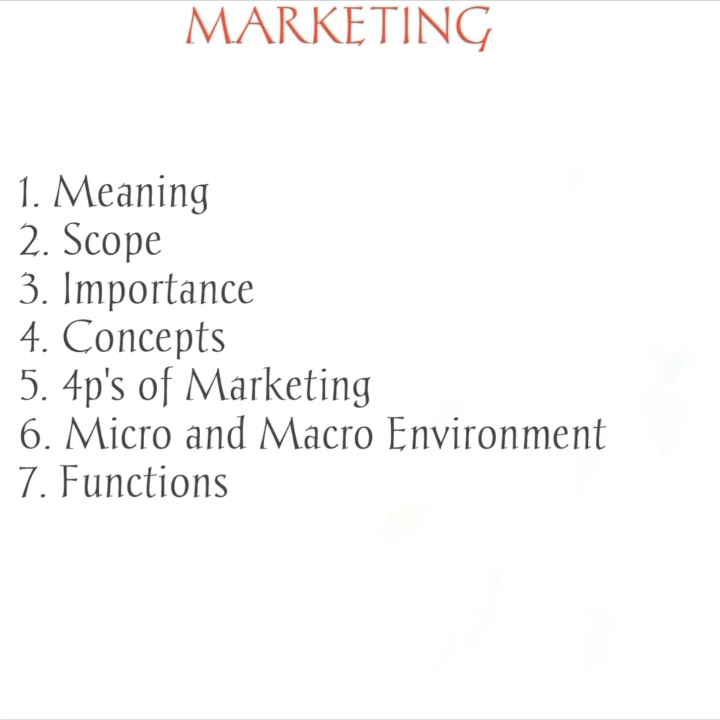 MARKETING
1. Meaning
2. Scope
3. Importance
4. Concepts
5. 4p's of Marketing
6. Micro and Macro Environment
7. Functions